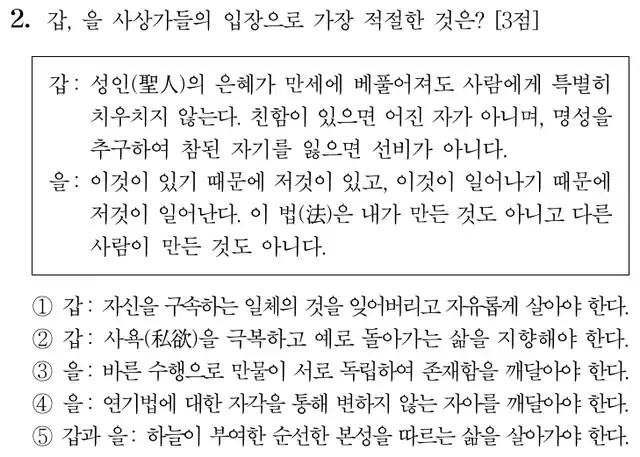 2. 갑, 을 사상가들의 입장으로 가장 적절한 것은? [3점]
갑: 성인(聖人)의 은혜가 만세에 베풀어져도 사람에게 특별히
치우치지 않는다. 친함이 있으면 어진 자가 아니며, 명성을
추구하여 참된 자기를 잃으면 선비가 아니다.
을: 이것이 있기 때문에 저것이 있고, 이것이 일어나기 때문에
저것이 일어난다. 이 법(法)은 내가 만든 것도 아니고 다른
사람이 만든 것도 아니다.
① 갑: 자신을 구속하는 일체의 것을 잊어버리고 자유롭게 살아야 한다.
② 갑: 사욕(私欲)을 극복하고 예로 돌아가는 삶을 지향해야 한다.
③ 을: 바른 수행으로 만물이 서로 독립하여 존재함을 깨달아야 한다.
④ 을: 연기법에 대한 자각을 통해 변하지 않는 자아를 깨달아야 한다.
⑤ 갑과 을: 하늘이 부여한 순선한 본성을 따르는 삶을 살아가야 한다.